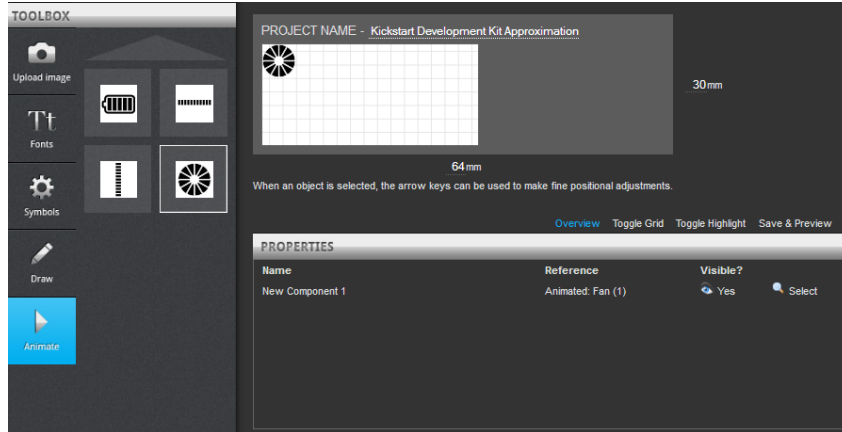 TOOLBOX
Upload image
Tt
Fonts
Symbols
Draw
Animate
PROJECT NAME - Kickstart Development Kit Approximation
30mm
64mm
When an object is selected, the arrow keys can be used to make fine positional adjustments.
Overview Toggle Grid Toggle Highlight Save & Preview
PROPERTIES
Name Reference Visible?
New Component 1 Animated: Fan (1) Yes Select